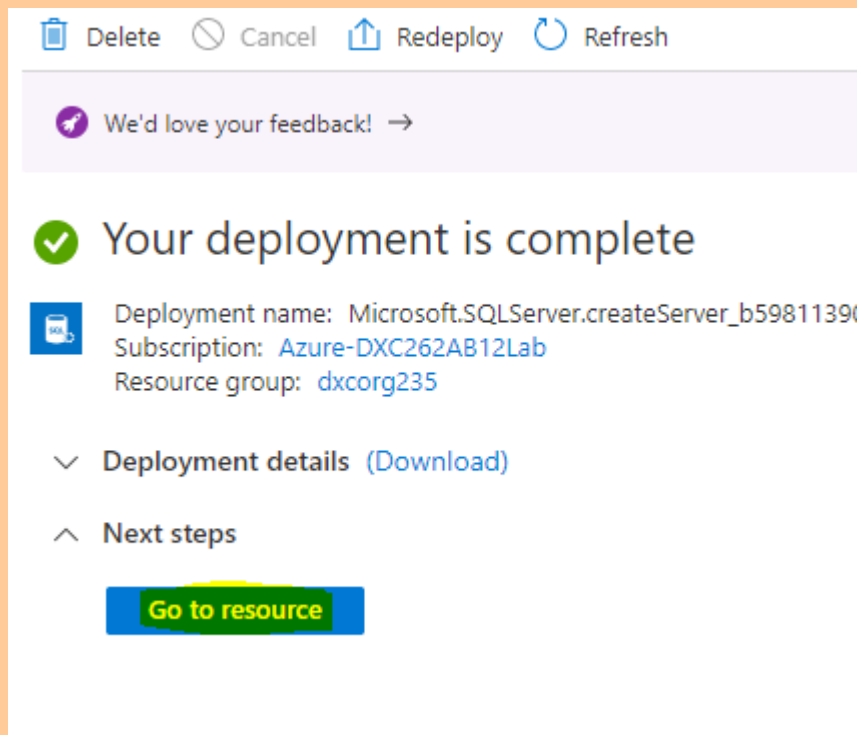 Delete Cancel Redeploy Refresh
We'd love your feedback! →
Your deployment is complete
SQL
Deployment name: Microsoft.SQLServer.createServer_b5981139
Subscription: Azure-DXC262AB12Lab
Resource group: dxcorg235
Deployment details (Download)
Next steps
Go to resource